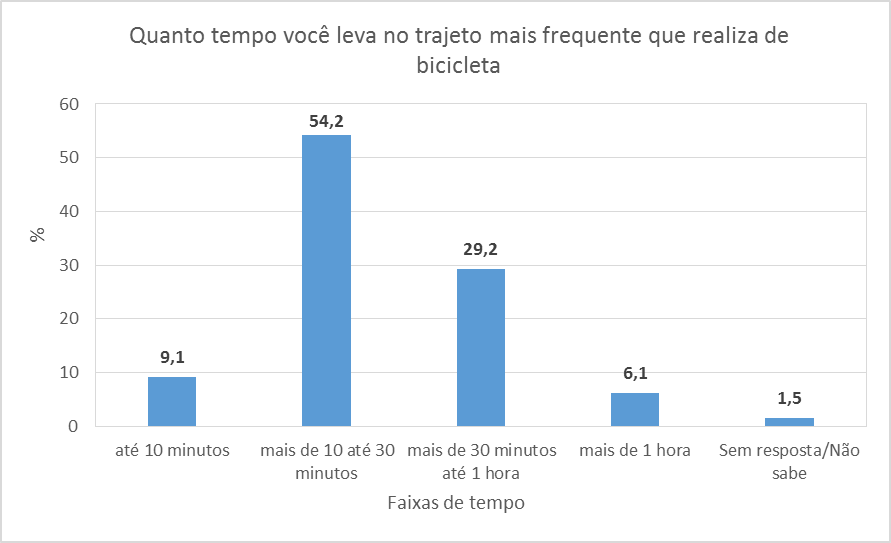 Quanto tempo você leva no trajeto mais frequente que realiza de
bicicleta
60
50
40
30
20
10
0
%
9,1
54,2
29,2
6,1
1,5
até 10 minutos
mais de 10 até 30
minutos
mais de 30 minutos
até 1 hora
mais de 1 hora
Sem resposta/Não
sabe
Faixas de tempo